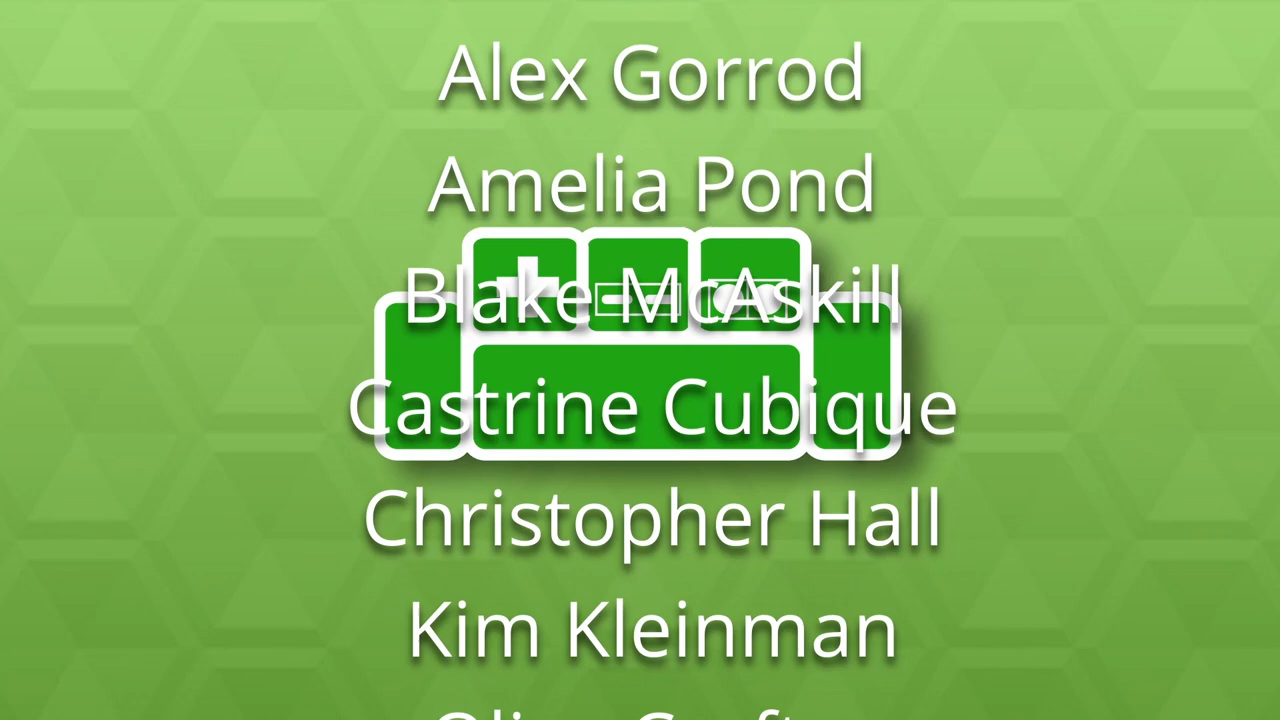 Alex Gorrod
Amelia Pond
Blake McAskill
Castrine Cubique
Christopher Hall
Kim Kleinman